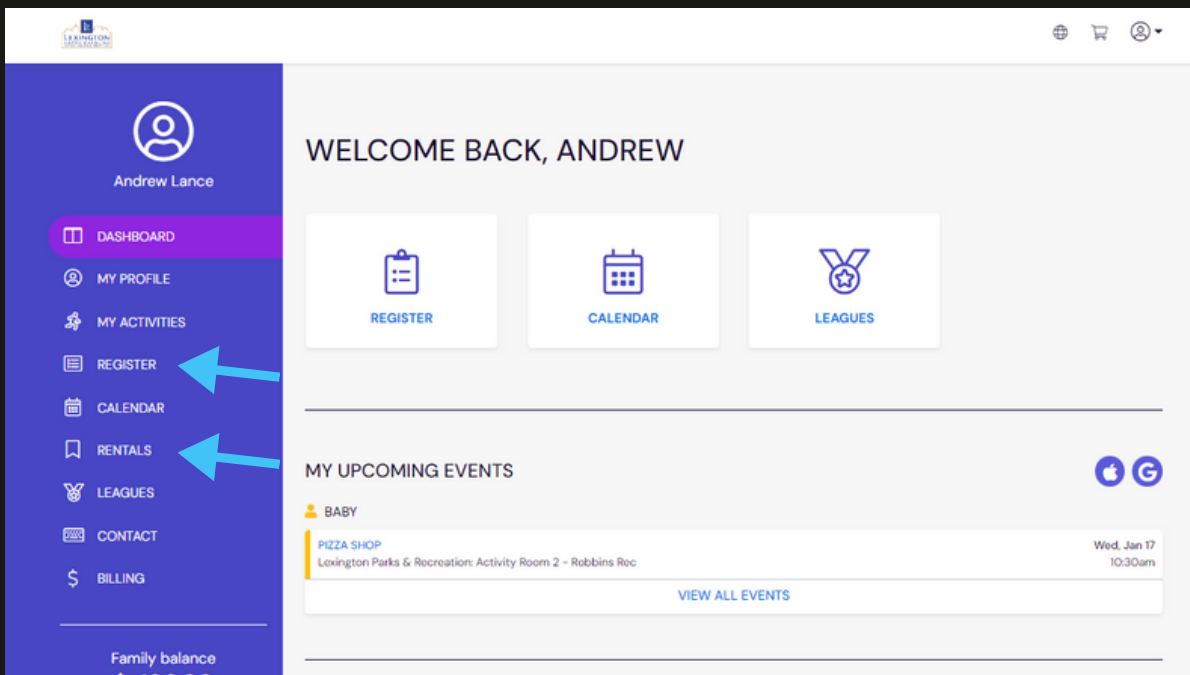 LEXINGTON
Andrew Lance
DASHBOARD
MY PROFILE
MY ACTIVITIES
REGISTER
CALENDAR
RENTALS
LEAGUES
CONTACT
BILLING
Family balance
WELCOME BACK, ANDREW
REGISTER
CALENDAR
LEAGUES
MY UPCOMING EVENTS
BABY
PIZZA SHOP
Wed, Jan 17
Lexington Parks & Recreation: Activity Room 2 - Robbins Rec
10:30am
VIEW ALL EVENTS